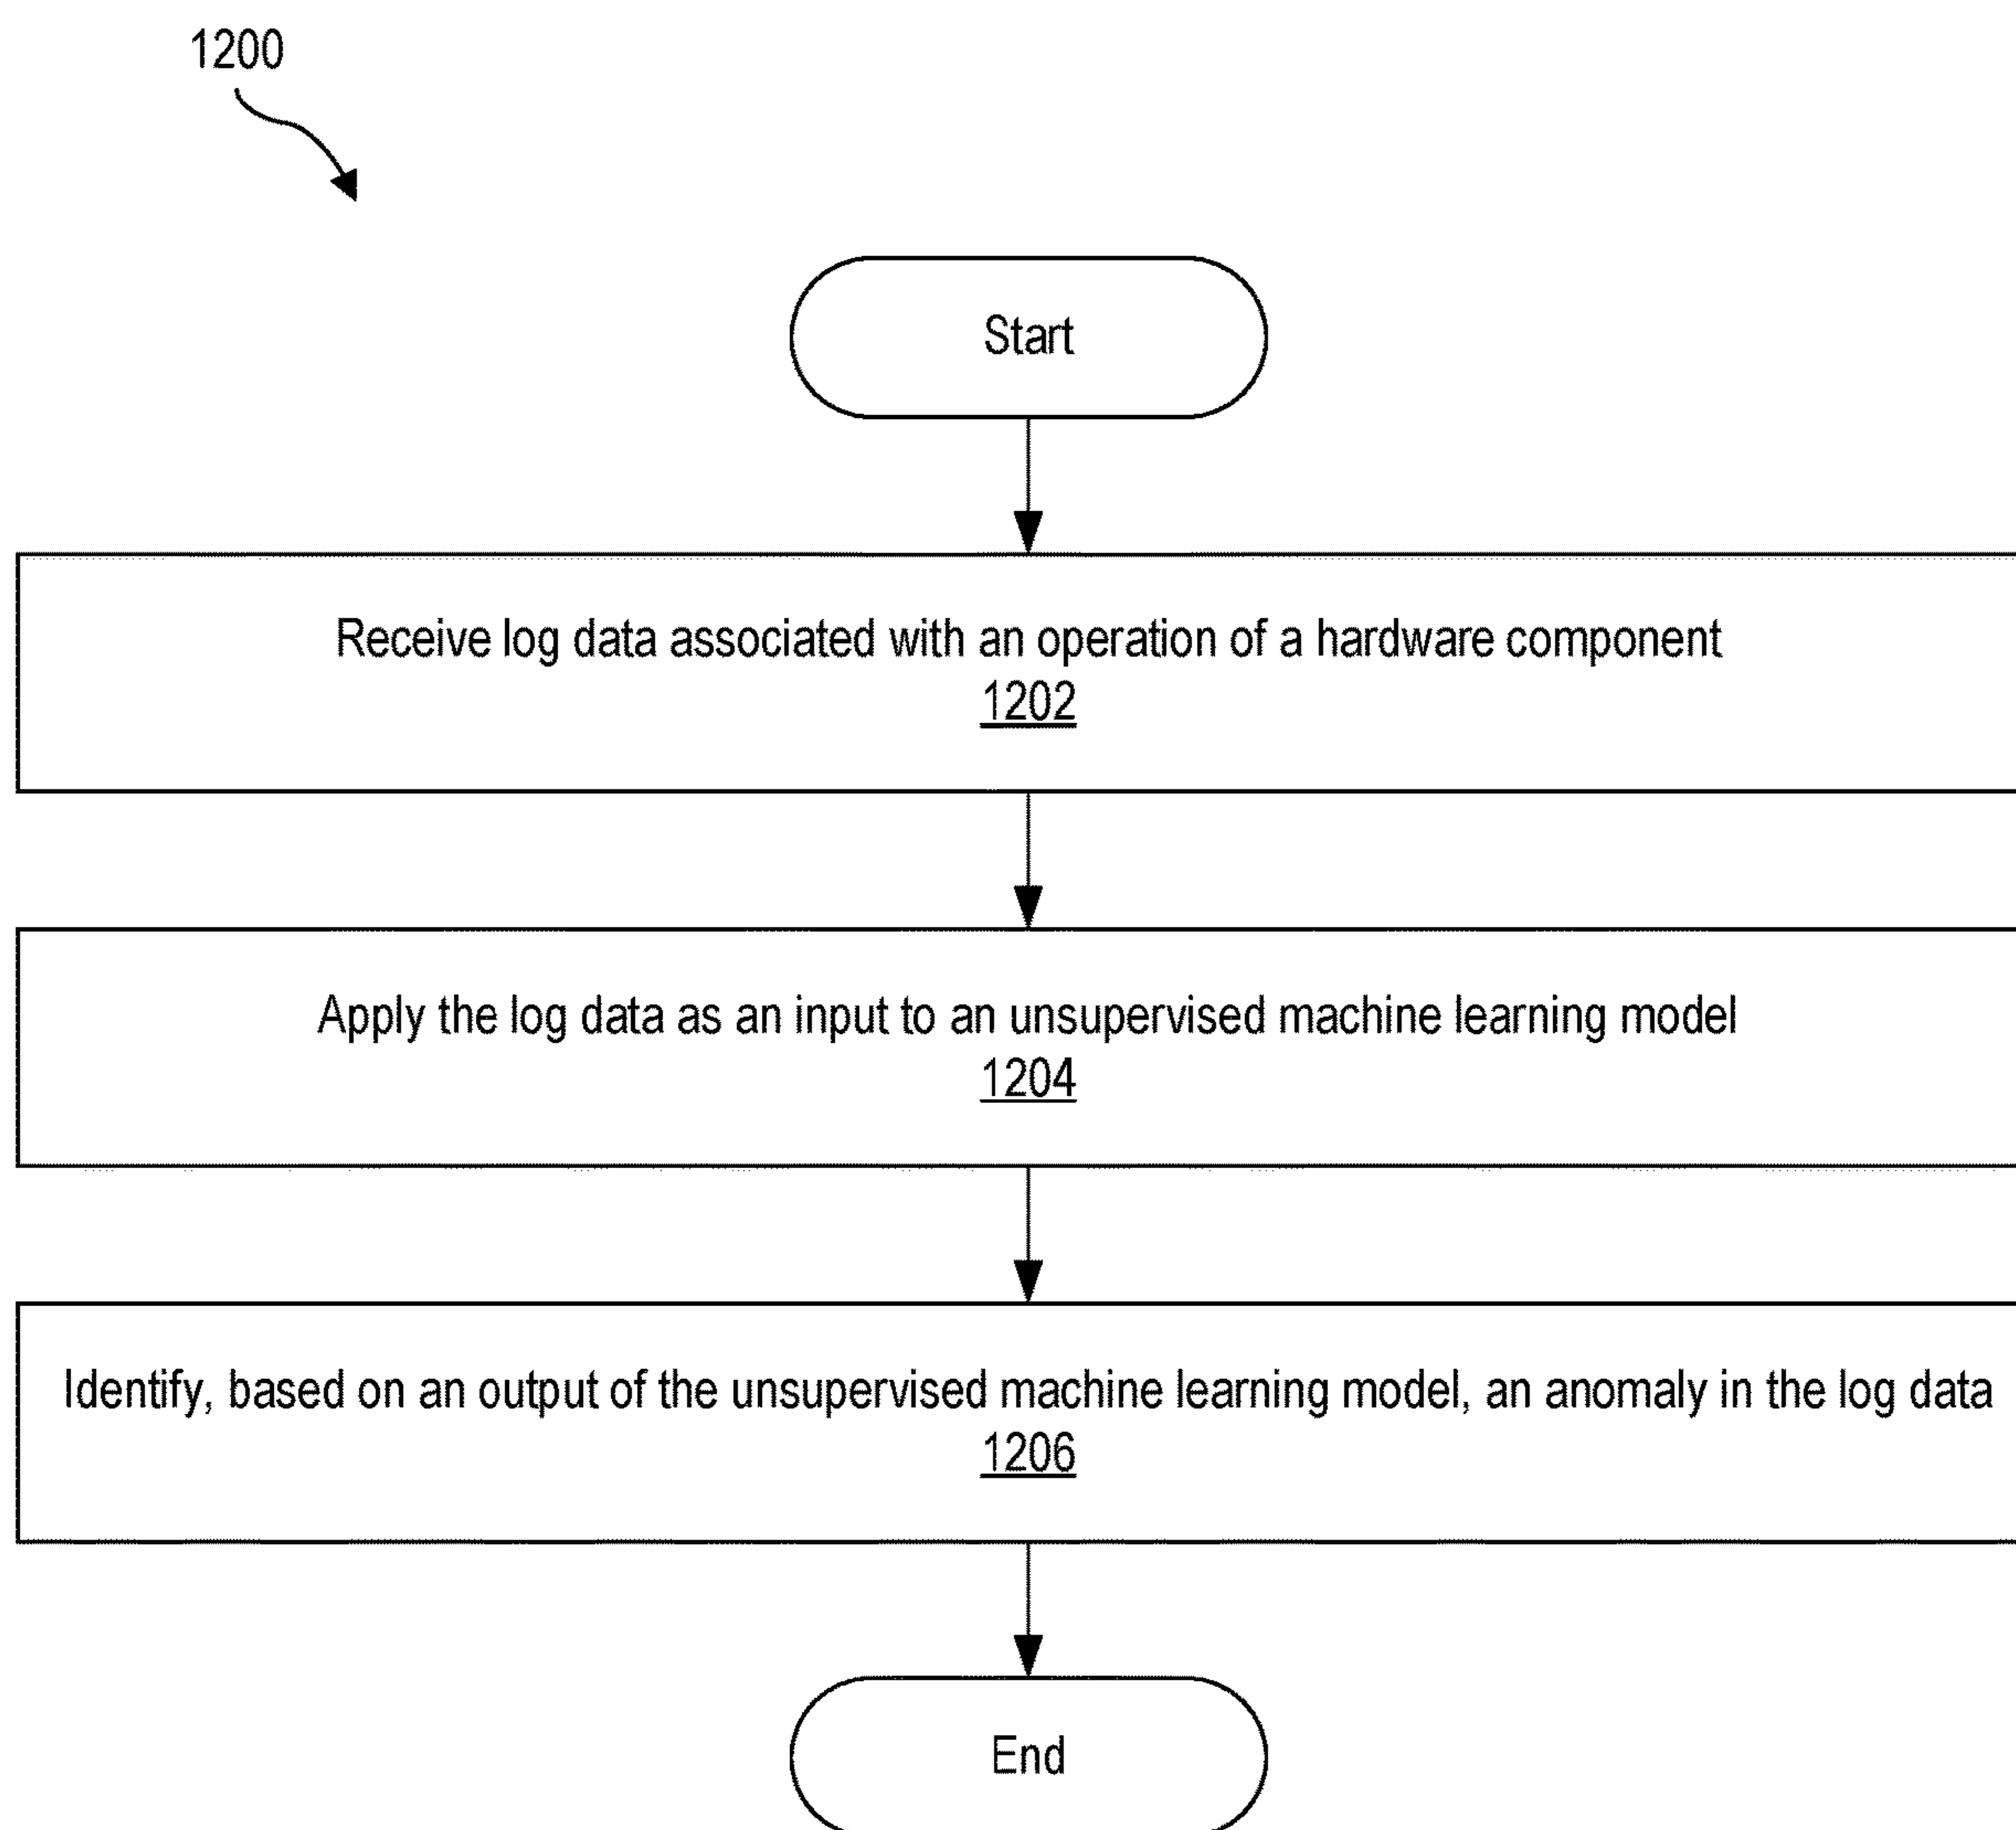 1200
Start
Receive log data associated with an operation of a hardware component
1202
Apply the log data as an input to an unsupervised machine learning model
1204
Identify, based on an output of the unsupervised machine learning model, an anomaly in the log data
1206
End